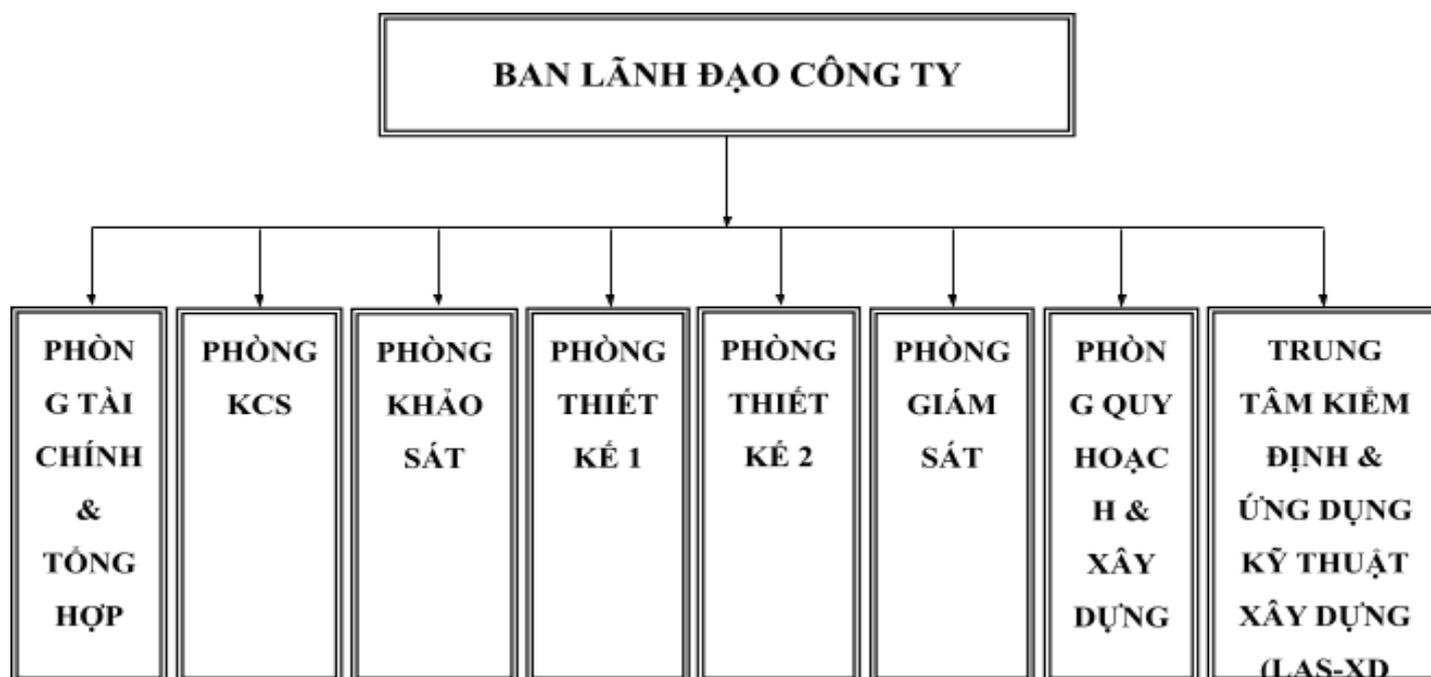 BAN LÃNH ĐẠO CÔNG TY
PHÒN
G TÀI
CHÍNH
&
TỔNG
HỢP
PHÒNG
KCS
PHÒNG
KHẢO
SÁT
PHÒNG
THIẾT
KẾ 1
PHÒNG
THIẾT
KẾ 2
PHÒNG
GIÁM
SÁT
PHÒN
G QUY
HOẠC
H &
XÂY
DỰNG
TRUNG
TÂM KIỂM
ĐỊNH &
ỨNG DỤNG
KỸ THUẬT
XÂY DỰNG
(LAS-XD